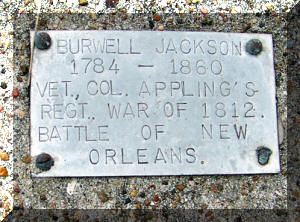 BURWELL JACKSON
1784 — 1860
VET., COL. APPLING'S
REGT., WAR OF 1812.
BATTLE OF NEW
ORLEANS.